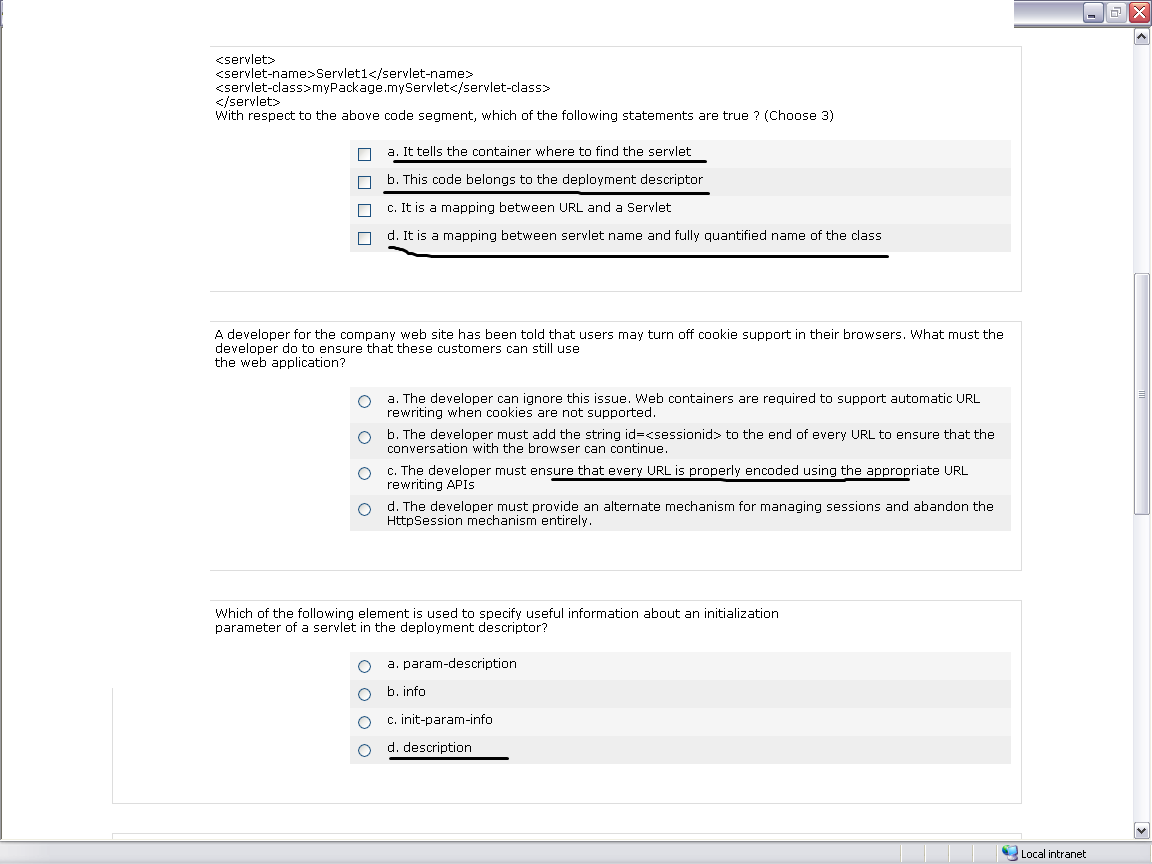 <servlet>
<servlet-name>Servlet1</servlet-name>
<servlet-class>myPackage.myServlet</servlet-class>
</servlet>
With respect to the above code segment, which of the following statements are true ? (Choose 3)
a. It tells the container where to find the servlet
b. This code belongs to the deployment descriptor
c. It is a mapping between URL and a Servlet
d. It is a mapping between servlet name and fully quantified name of the class
A developer for the company web site has been told that users may turn off cookie support in their browsers. What must the
developer do to ensure that these customers can still use
the web application?
a. The developer can ignore this issue. Web containers are required to support automatic URL
rewriting when cookies are not supported.
b. The developer must add the string id=<sessionid> to the end of every URL to ensure that the
conversation with the browser can continue.
c. The developer must ensure that every URL is properly encoded using the appropriate URL
rewriting APIs
d. The developer must provide an alternate mechanism for managing sessions and abandon the
HttpSession mechanism entirely.
Which of the following element is used to specify useful information about an initialization
parameter of a servlet in the deployment descriptor?
a. param-description
b. info
c. init-param-info
d. description
Local intranet